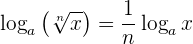 log_a (ⁿ√x) = 1/n log_a x